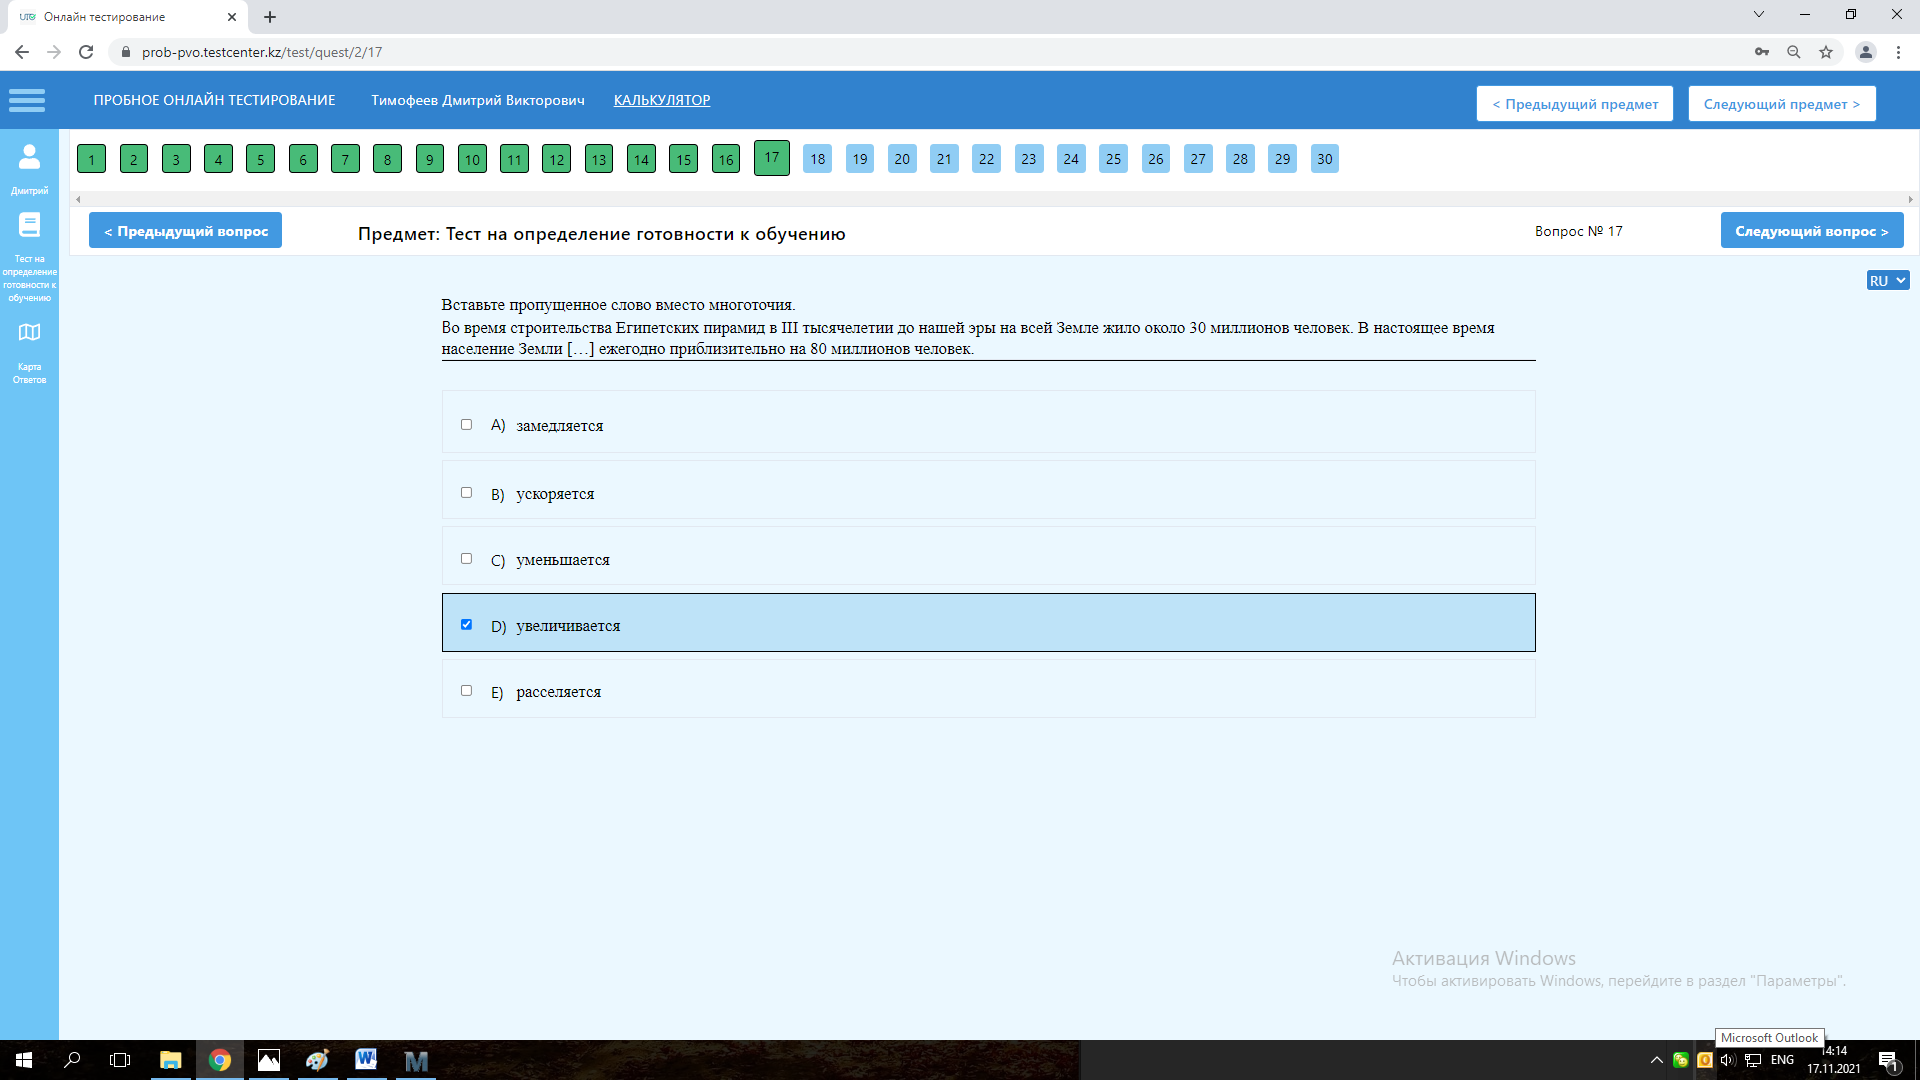 Онлайн тестирование
prob-pvo.testcenter.kz/test/quest/2/17
ПРОБНОЕ ОНЛАЙН ТЕСТИРОВАНИЕ Тимофеев Дмитрий Викторович КАЛЬКУЛЯТОР < Предыдущий предмет Следующий предмет >
1 2 3 4 5 6 7 8 9 10 11 12 13 14 15 16 17 18 19 20 21 22 23 24 25 26 27 28 29 30
Дмитрий
Тест на
определение
готовности к
обучению
Карта
Ответов
< Предыдущий вопрос Предмет: Тест на определение готовности к обучению Вопрос № 17 Следующий вопрос >
RU
Вставьте пропущенное слово вместо многоточия.
Во время строительства Египетских пирамид в III тысячелетии до нашей эры на всей Земле жило около 30 миллионов человек. В настоящее время
население Земли […] ежегодно приблизительно на 80 миллионов человек.
A) замедляется
B) ускоряется
C) уменьшается
D) увеличивается
E) расселяется
Активация Windows
Чтобы активировать Windows, перейдите в раздел "Параметры".
Microsoft Outlook
ENG 14:14
17.11.2021 1